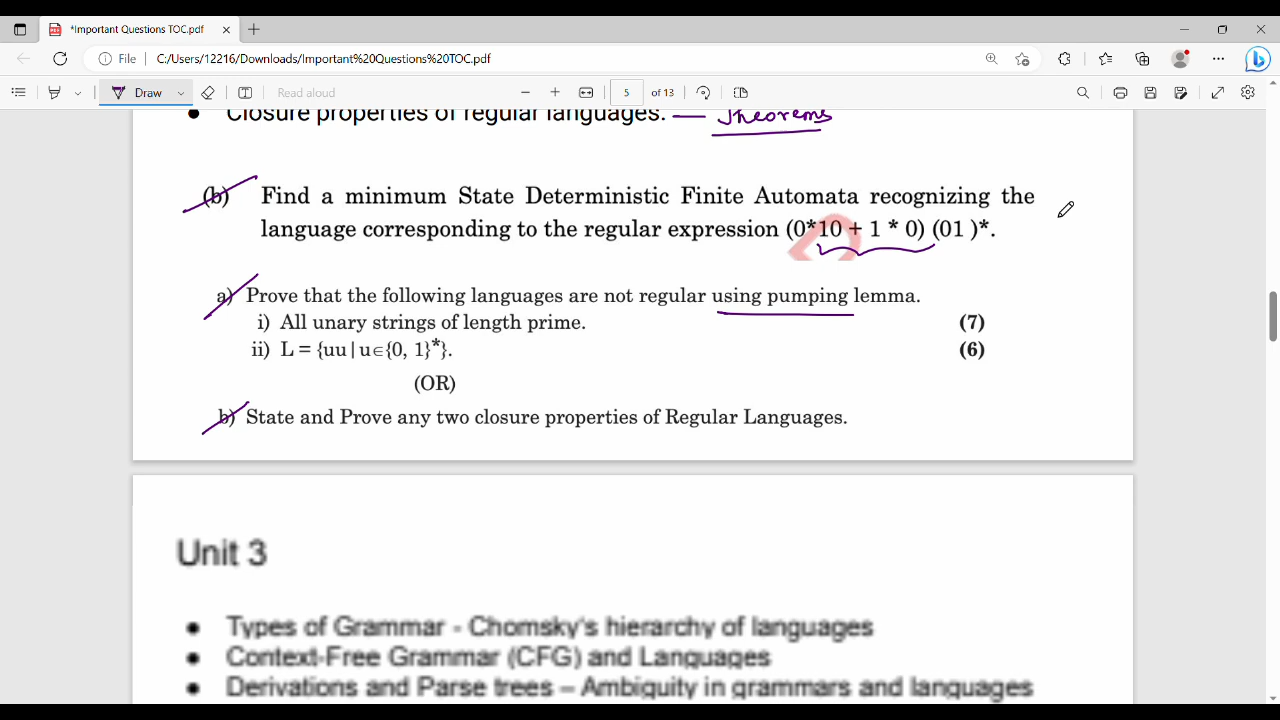 *Important Questions TOC.pdf
File | C:/Users/12216/Downloads/Important%20Questions%20TOC.pdf
Draw Read aloud 5 of 13
Closure properties of regular languages. — Theorems
(b) Find a minimum State Deterministic Finite Automata recognizing the
language corresponding to the regular expression (0*10 + 1 * 0) (01 )*.
a) Prove that the following languages are not regular using pumping lemma.
i) All unary strings of length prime. (7)
ii) L = {uu|u∈{0, 1}*}. (6)
(OR)
b) State and Prove any two closure properties of Regular Languages.
Unit 3
● Types of Grammar - Chomsky's hierarchy of languages
● Context-Free Grammar (CFG) and Languages
● Derivations and Parse trees – Ambiguity in grammars and languages